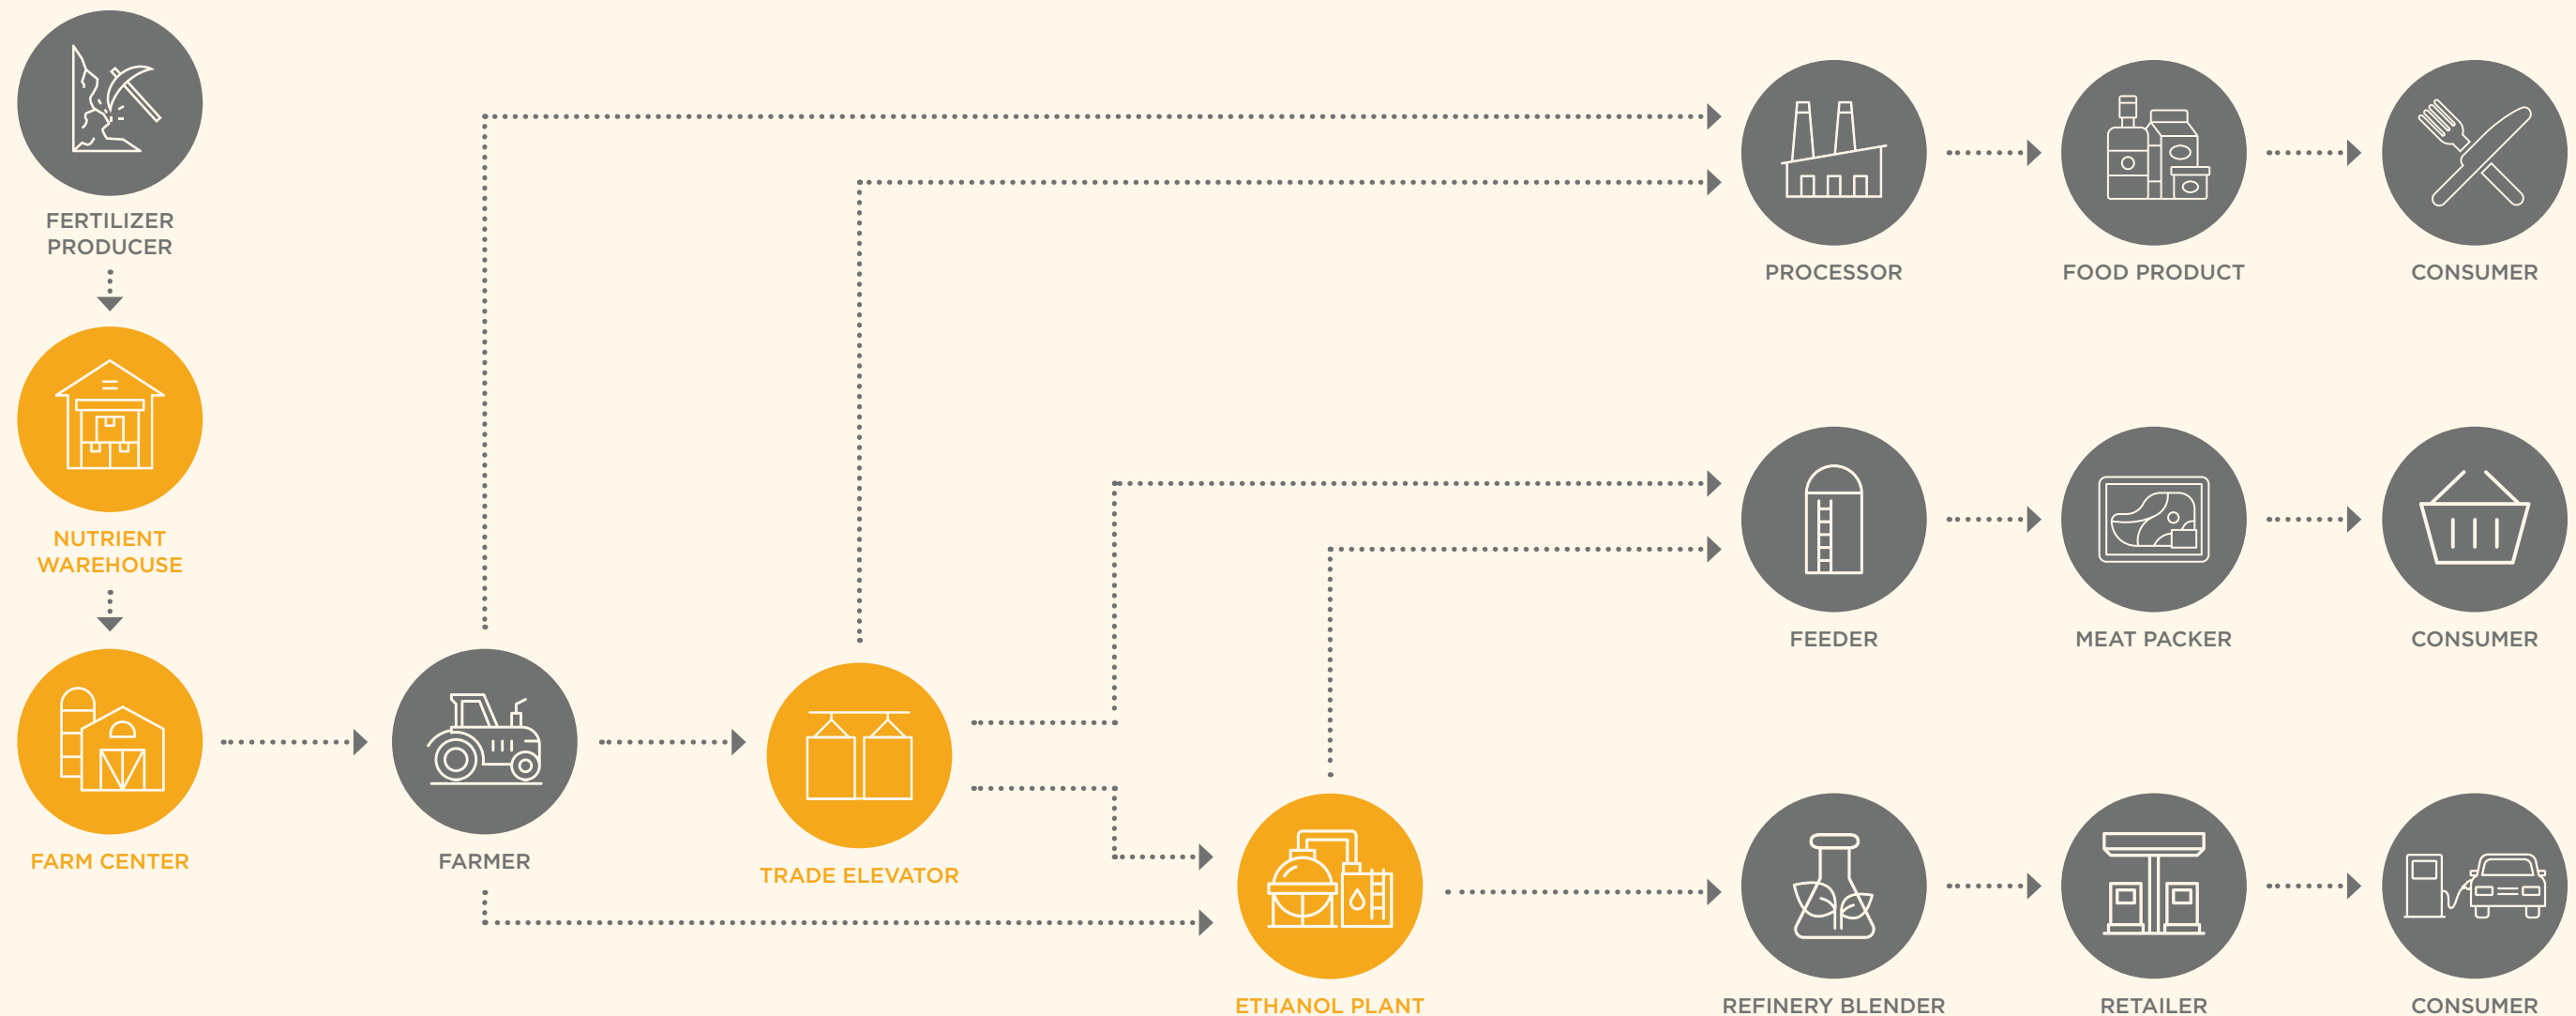 FERTILIZER
PRODUCER
NUTRIENT
WAREHOUSE
FARM CENTER
FARMER
TRADE ELEVATOR
ETHANOL PLANT
PROCESSOR
FOOD PRODUCT
CONSUMER
FEEDER
MEAT PACKER
CONSUMER
REFINERY BLENDER
RETAILER
CONSUMER